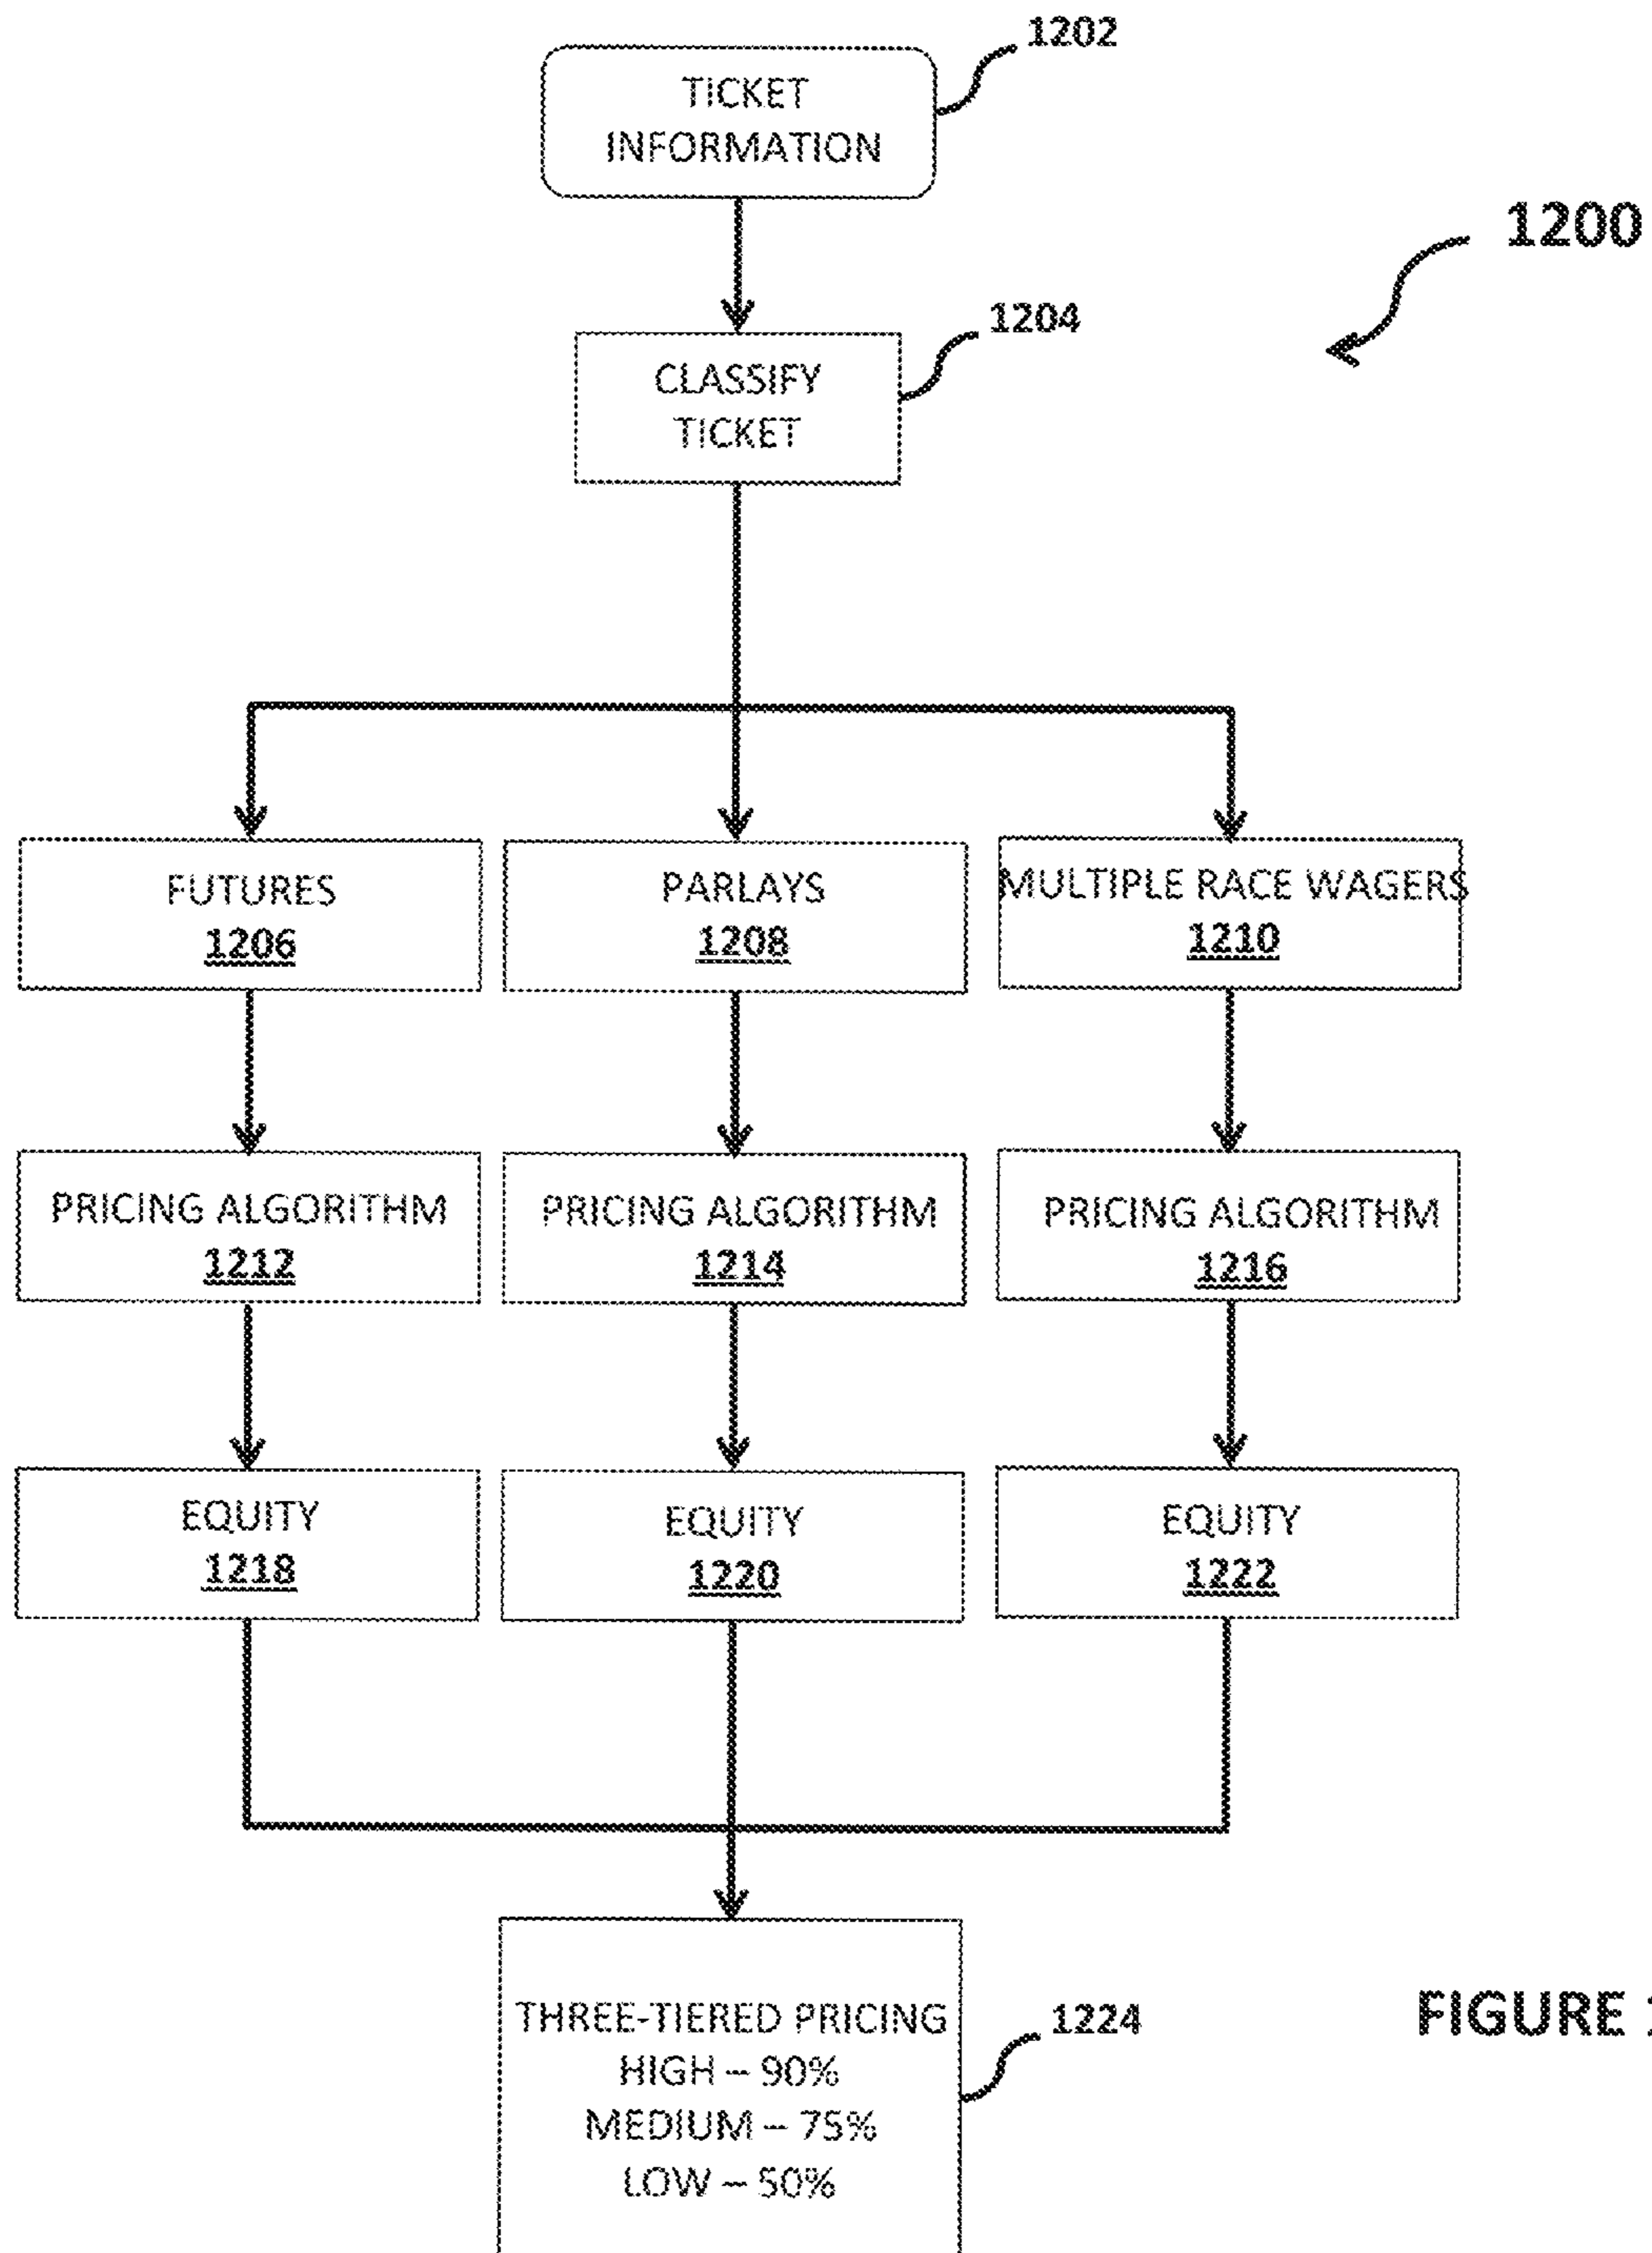 1202
TICKET
INFORMATION
1200
1204
CLASSIFY
TICKET
FUTURES
1206
PARLAYS
1208
MULTIPLE RACE WAGERS
1210
PRICING ALGORITHM
1212
PRICING ALGORITHM
1214
PRICING ALGORITHM
1216
EQUITY
1218
EQUITY
1220
EQUITY
1222
THREE-TIERED PRICING
HIGH – 90%
MEDIUM – 75%
LOW – 50%
1224
FIGURE